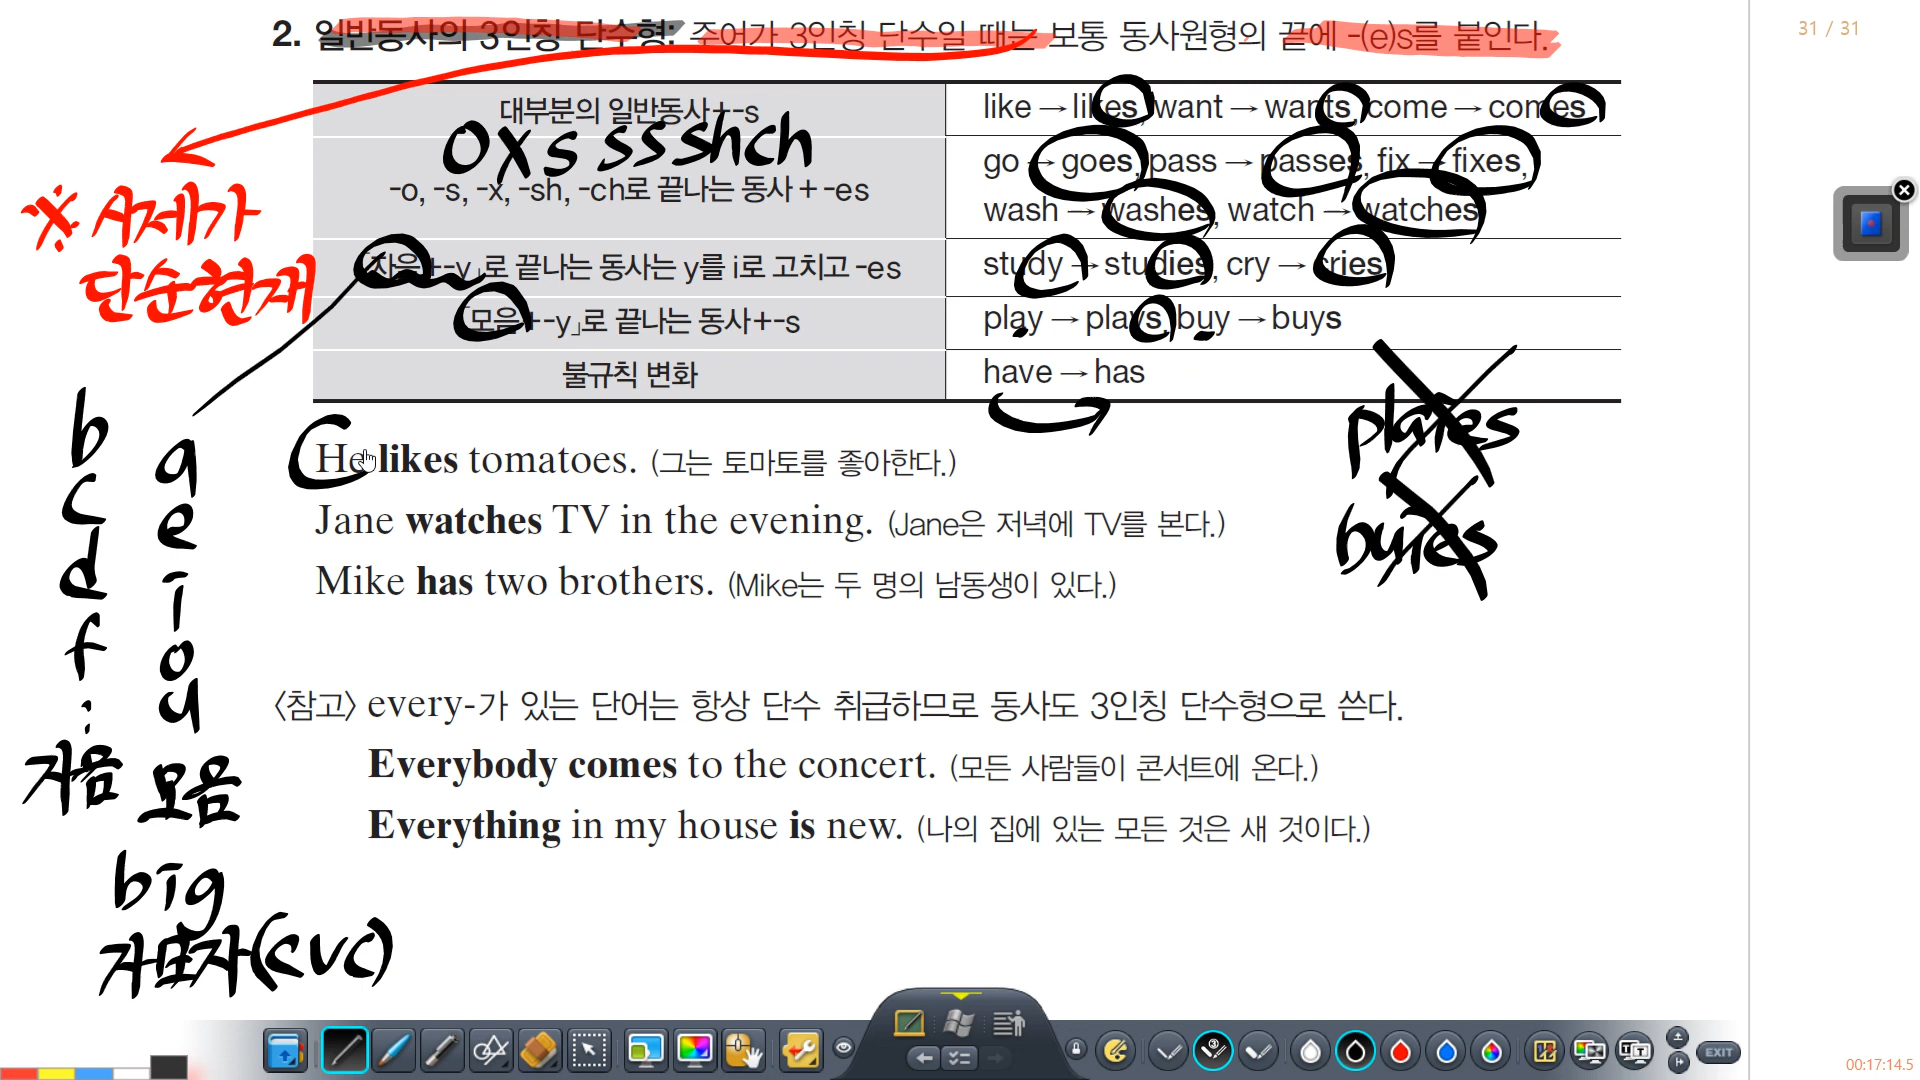 31 / 31
2. 일반동사의 3인칭 단수형: 주어가 3인칭 단수일 때는 보통 동사원형의 끝에 -(e)s를 붙인다.
대부분의 일반동사+-s
like → likes, want → wants, come → comes
o x s ss sh ch
-o, -s, -x, -sh, -ch로 끝나는 동사 + -es
go → goes, pass → passes, fix → fixes,
wash → washes, watch → watches
※ A제가
단순현재
「자음+-y」로 끝나는 동사는 y를 i로 고치고 -es
study → studies, cry → cries
「모음+-y」로 끝나는 동사+-s
play → plays, buy → buys
불규칙 변화
have → has
plaies
buies
He likes tomatoes. (그는 토마토를 좋아한다.)
Jane watches TV in the evening. (Jane은 저녁에 TV를 본다.)
Mike has two brothers. (Mike는 두 명의 남동생이 있다.)
b
c
d
f
⋮
자음
a
e
i
o
u
모음
big
자모자(cvc)
〈참고〉 every-가 있는 단어는 항상 단수 취급하므로 동사도 3인칭 단수형으로 쓴다.
Everybody comes to the concert. (모든 사람들이 콘서트에 온다.)
Everything in my house is new. (나의 집에 있는 모든 것은 새 것이다.)
EXIT
00:17:14.5